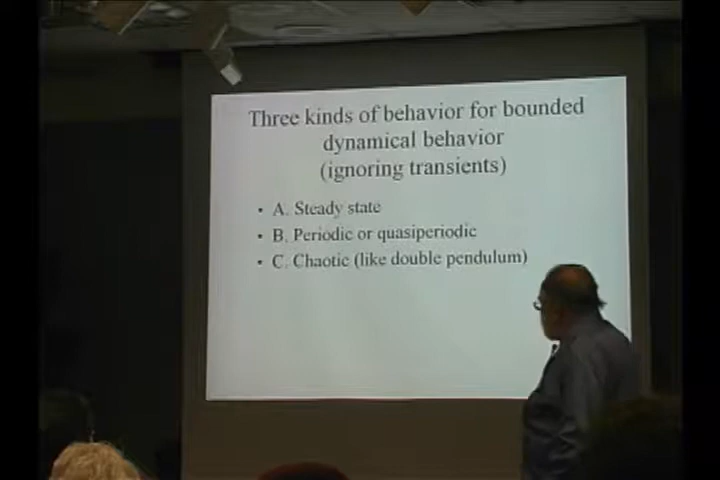 Three kinds of behavior for bounded
dynamical behavior
(ignoring transients)
• A. Steady state
• B. Periodic or quasiperiodic
• C. Chaotic (like double pendulum)